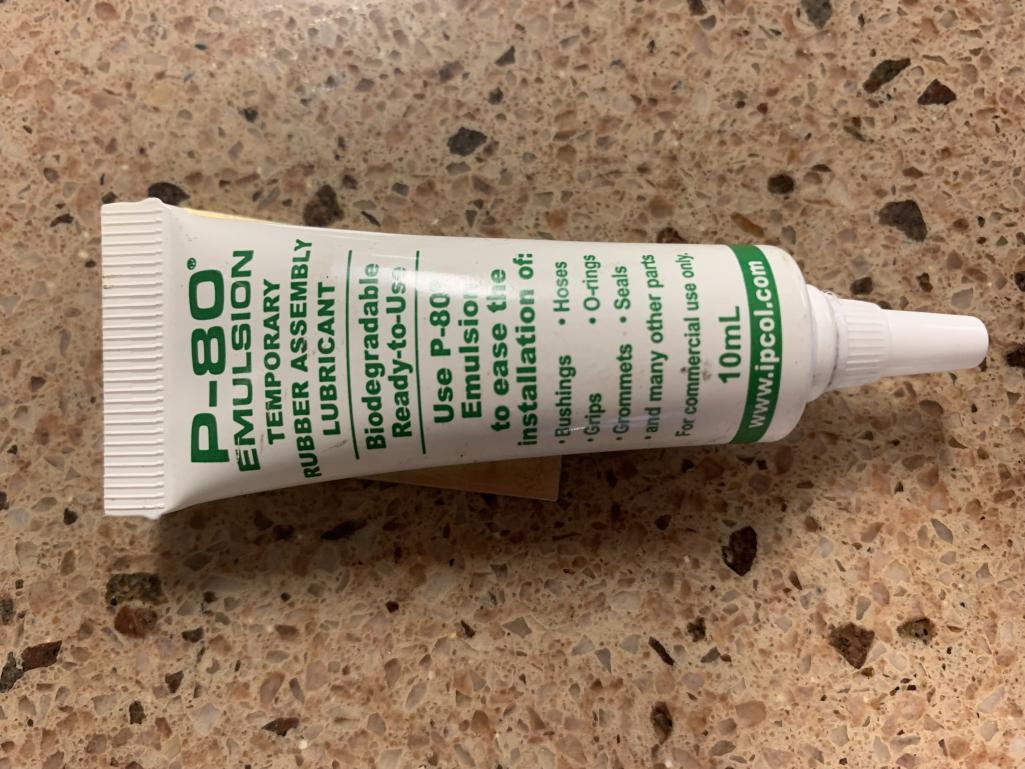 P-80®
EMULSION
TEMPORARY
RUBBER ASSEMBLY
LUBRICANT
Biodegradable
Ready-to-Use
Use P-80®
Emulsion
to ease the
installation of:
• Bushings • Hoses
• Grips • O-rings
• Grommets • Seals
• and many other parts
For commercial use only.
10mL
www.ipcol.com